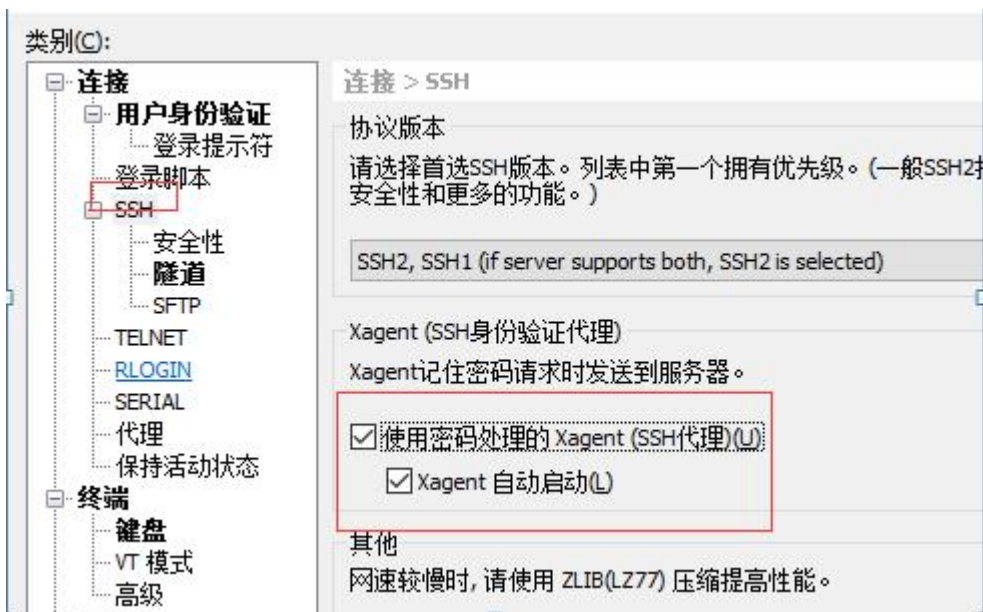 类别(C):
连接
用户身份验证
登录提示符
登录脚本
SSH
安全性
隧道
SFTP
TELNET
RLOGIN
SERIAL
代理
保持活动状态
终端
键盘
VT 模式
高级
连接 > SSH
协议版本
请选择首选SSH版本。列表中第一个拥有优先级。(一般SSH2
安全性和更多的功能。)
SSH2, SSH1 (if server supports both, SSH2 is selected)
Xagent (SSH身份验证代理)
Xagent记住密码请求时发送到服务器。
使用密码处理的 Xagent (SSH代理)(U)
Xagent 自动启动(L)
其他
网速较慢时, 请使用 ZLIB(LZ77) 压缩提高性能。